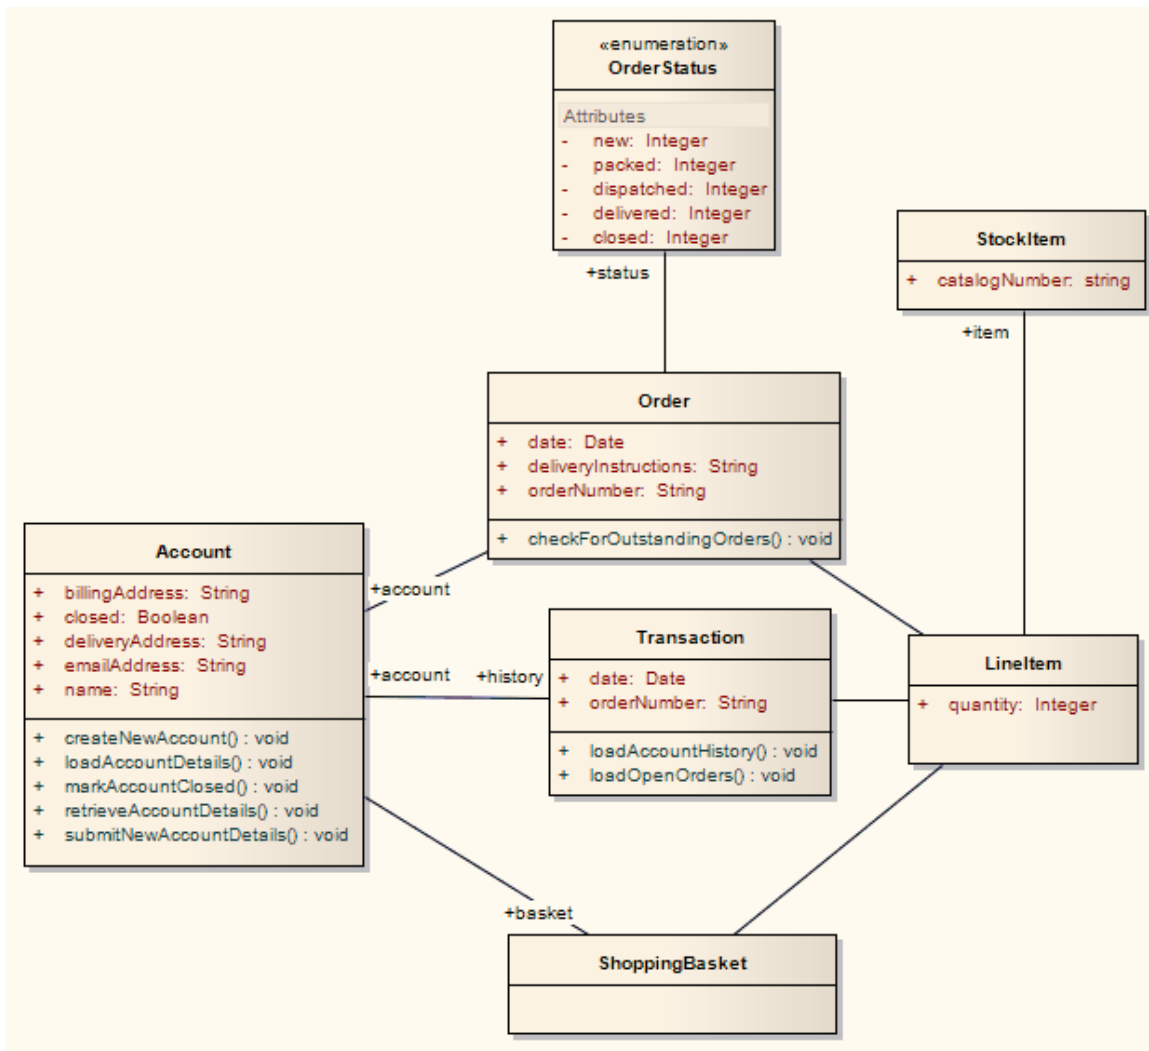 «enumeration»
OrderStatus
Attributes
- new: Integer
- packed: Integer
- dispatched: Integer
- delivered: Integer
- closed: Integer
+status
StockItem
+ catalogNumber: string
+item
Order
+ date: Date
+ deliveryInstructions: String
+ orderNumber: String
+ checkForOutstandingOrders() : void
Account
+ billingAddress: String
+ closed: Boolean
+ deliveryAddress: String
+ emailAddress: String
+ name: String
+ createNewAccount() : void
+ loadAccountDetails() : void
+ markAccountClosed() : void
+ retrieveAccountDetails() : void
+ submitNewAccountDetails() : void
+account
+account
+history
Transaction
+ date: Date
+ orderNumber: String
+ loadAccountHistory() : void
+ loadOpenOrders() : void
LineItem
+ quantity: Integer
+basket
ShoppingBasket